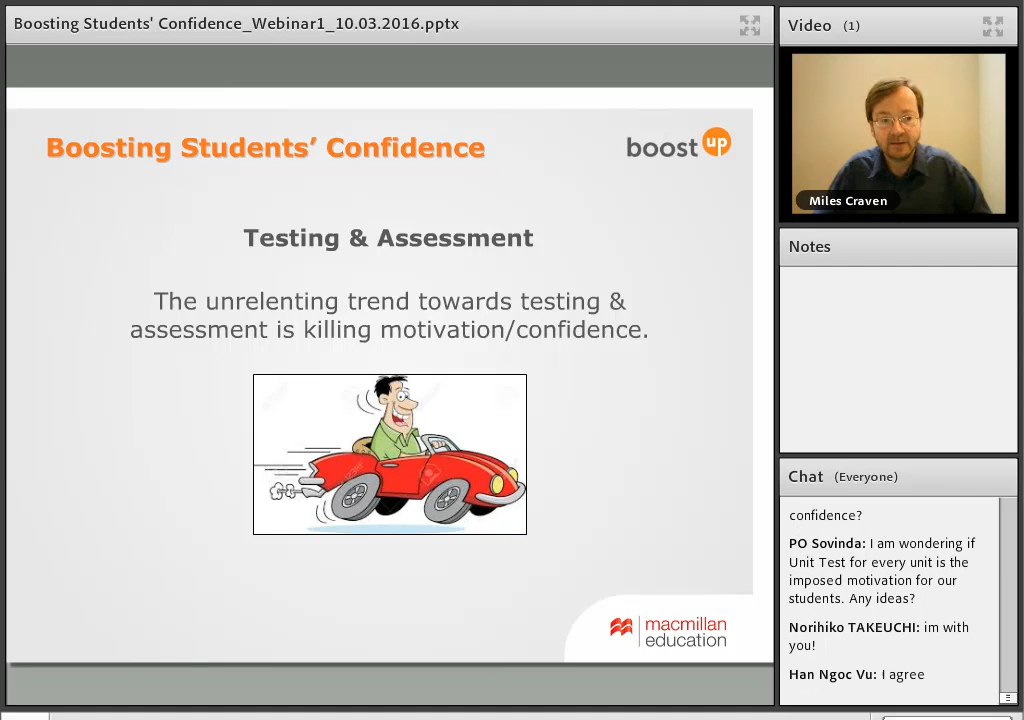 Boosting Students' Confidence_Webinar1_10.03.2016.pptx
Boosting Students’ Confidence
boost up
Testing & Assessment
The unrelenting trend towards testing &
assessment is killing motivation/confidence.
macmillan
education
Video (1)
Miles Craven
Notes
Chat (Everyone)
confidence?
PO Sovinda: I am wondering if
Unit Test for every unit is the
imposed motivation for our
students. Any ideas?
Norihiko TAKEUCHI: im with
you!
Han Ngoc Vu: I agree